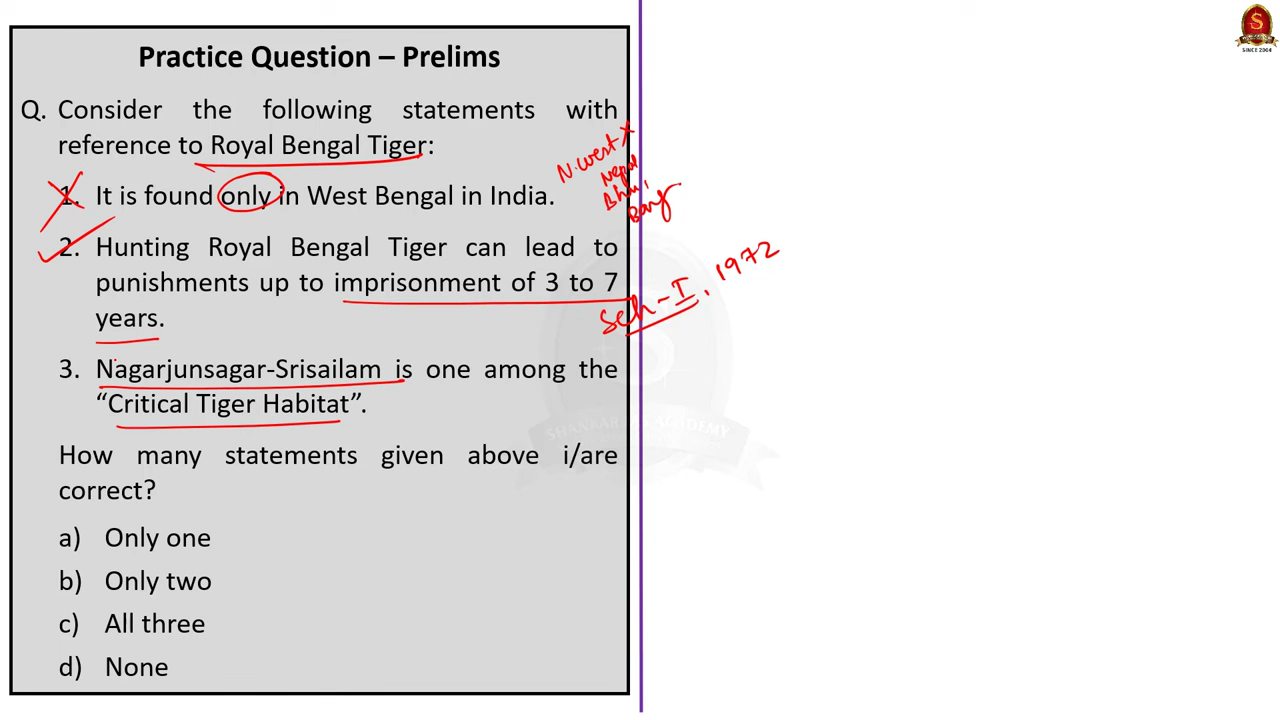 Practice Question – Prelims
Q. Consider the following statements with
reference to Royal Bengal Tiger:
1. It is found only in West Bengal in India.
2. Hunting Royal Bengal Tiger can lead to
punishments up to imprisonment of 3 to 7
years.
3. Nagarjunsagar-Srisailam is one among the
“Critical Tiger Habitat”.
How many statements given above i/are
correct?
a) Only one
b) Only two
c) All three
d) None
N.west X
Nepal
Sch-I, 1972
S
SINCE 2004